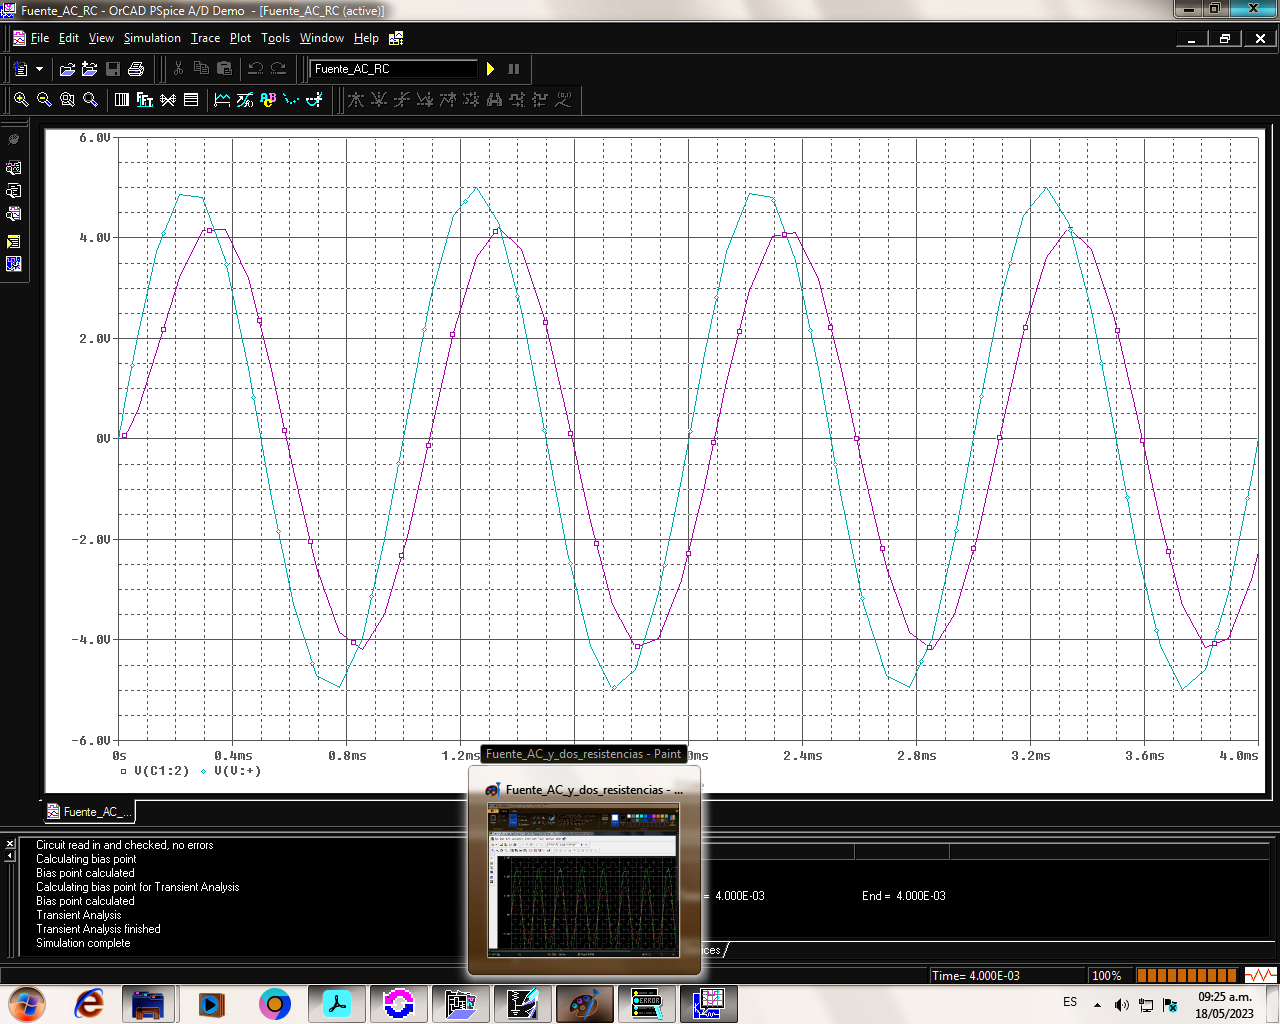 Fuente_AC_RC - OrCAD PSpice A/D Demo - [Fuente_AC_RC (active)]
File Edit View Simulation Trace Plot Tools Window Help
Fuente_AC_RC
6.0V
4.0V
2.0V
0V
-2.0V
-4.0V
-6.0V
0s 0.4ms 0.8ms 1.2ms 2.4ms 2.8ms 3.2ms 3.6ms 4.0ms
V(C1:2) V(V:+)
Fuente_AC_y_dos_resistencias - Paint
Fuente_AC_y_dos_resistencias - ...
Fuente_AC_...
Circuit read in and checked, no errors
Calculating bias point
Bias point calculated
Calculating bias point for Transient Analysis
Bias point calculated
Transient Analysis
Transient Analysis finished
Simulation complete
= 4.000E-03 End = 4.000E-03
Time= 4.000E-03 100%
ES 09:25 a.m.
18/05/2023